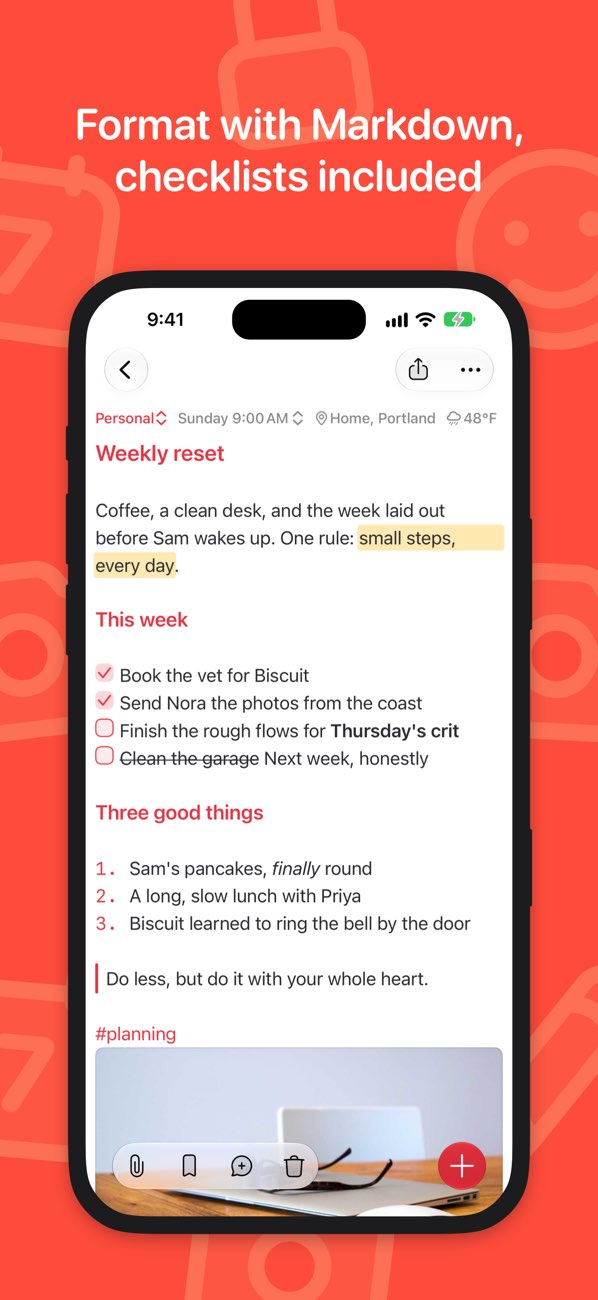 Format with Markdown,
checklists included
9:41
Personal Sunday 9:00 AM Home, Portland 48°F
Weekly reset
Coffee, a clean desk, and the week laid out
before Sam wakes up. One rule: small steps,
every day.
This week
Book the vet for Biscuit
Send Nora the photos from the coast
Finish the rough flows for Thursday's crit
Clean the garage Next week, honestly
Three good things
1. Sam's pancakes, finally round
2. A long, slow lunch with Priya
3. Biscuit learned to ring the bell by the door
Do less, but do it with your whole heart.
#planning